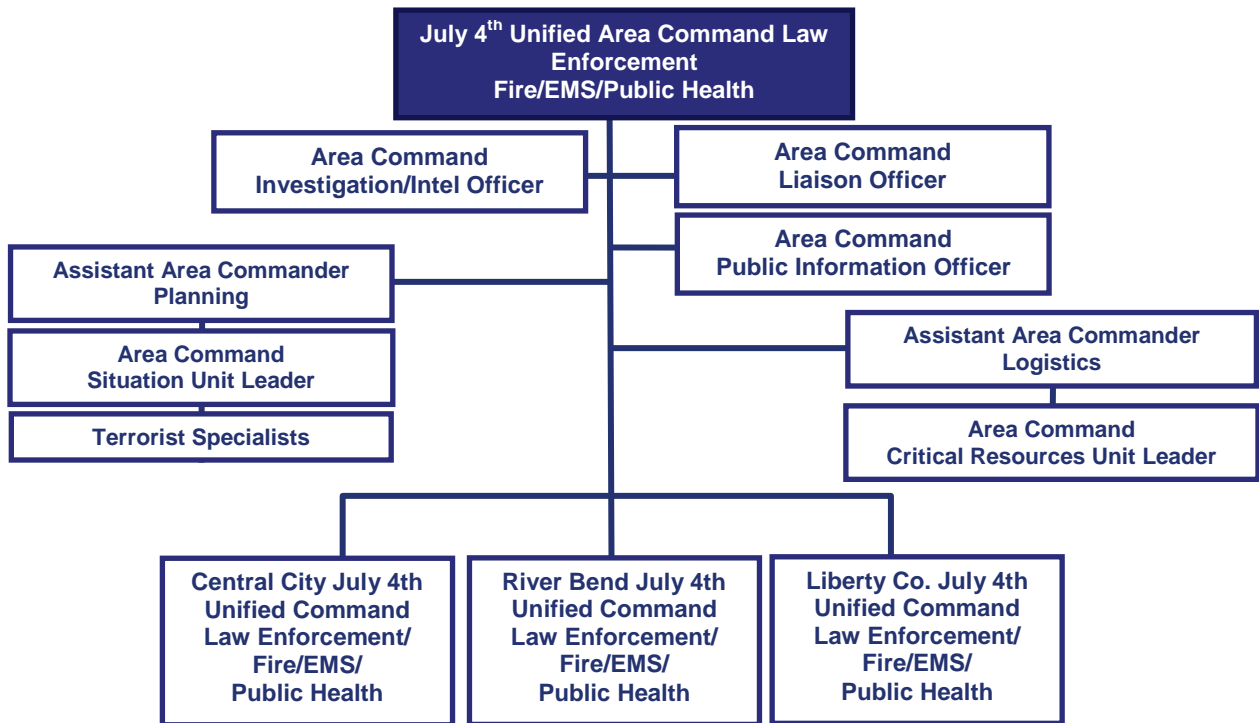 July 4th Unified Area Command Law
Enforcement
Fire/EMS/Public Health
Area Command
Investigation/Intel Officer
Area Command
Liaison Officer
Area Command
Public Information Officer
Assistant Area Commander
Planning
Area Command
Situation Unit Leader
Terrorist Specialists
Assistant Area Commander
Logistics
Area Command
Critical Resources Unit Leader
Central City July 4th
Unified Command
Law Enforcement/
Fire/EMS/
Public Health
River Bend July 4th
Unified Command
Law Enforcement/
Fire/EMS/
Public Health
Liberty Co. July 4th
Unified Command
Law Enforcement/
Fire/EMS/
Public Health